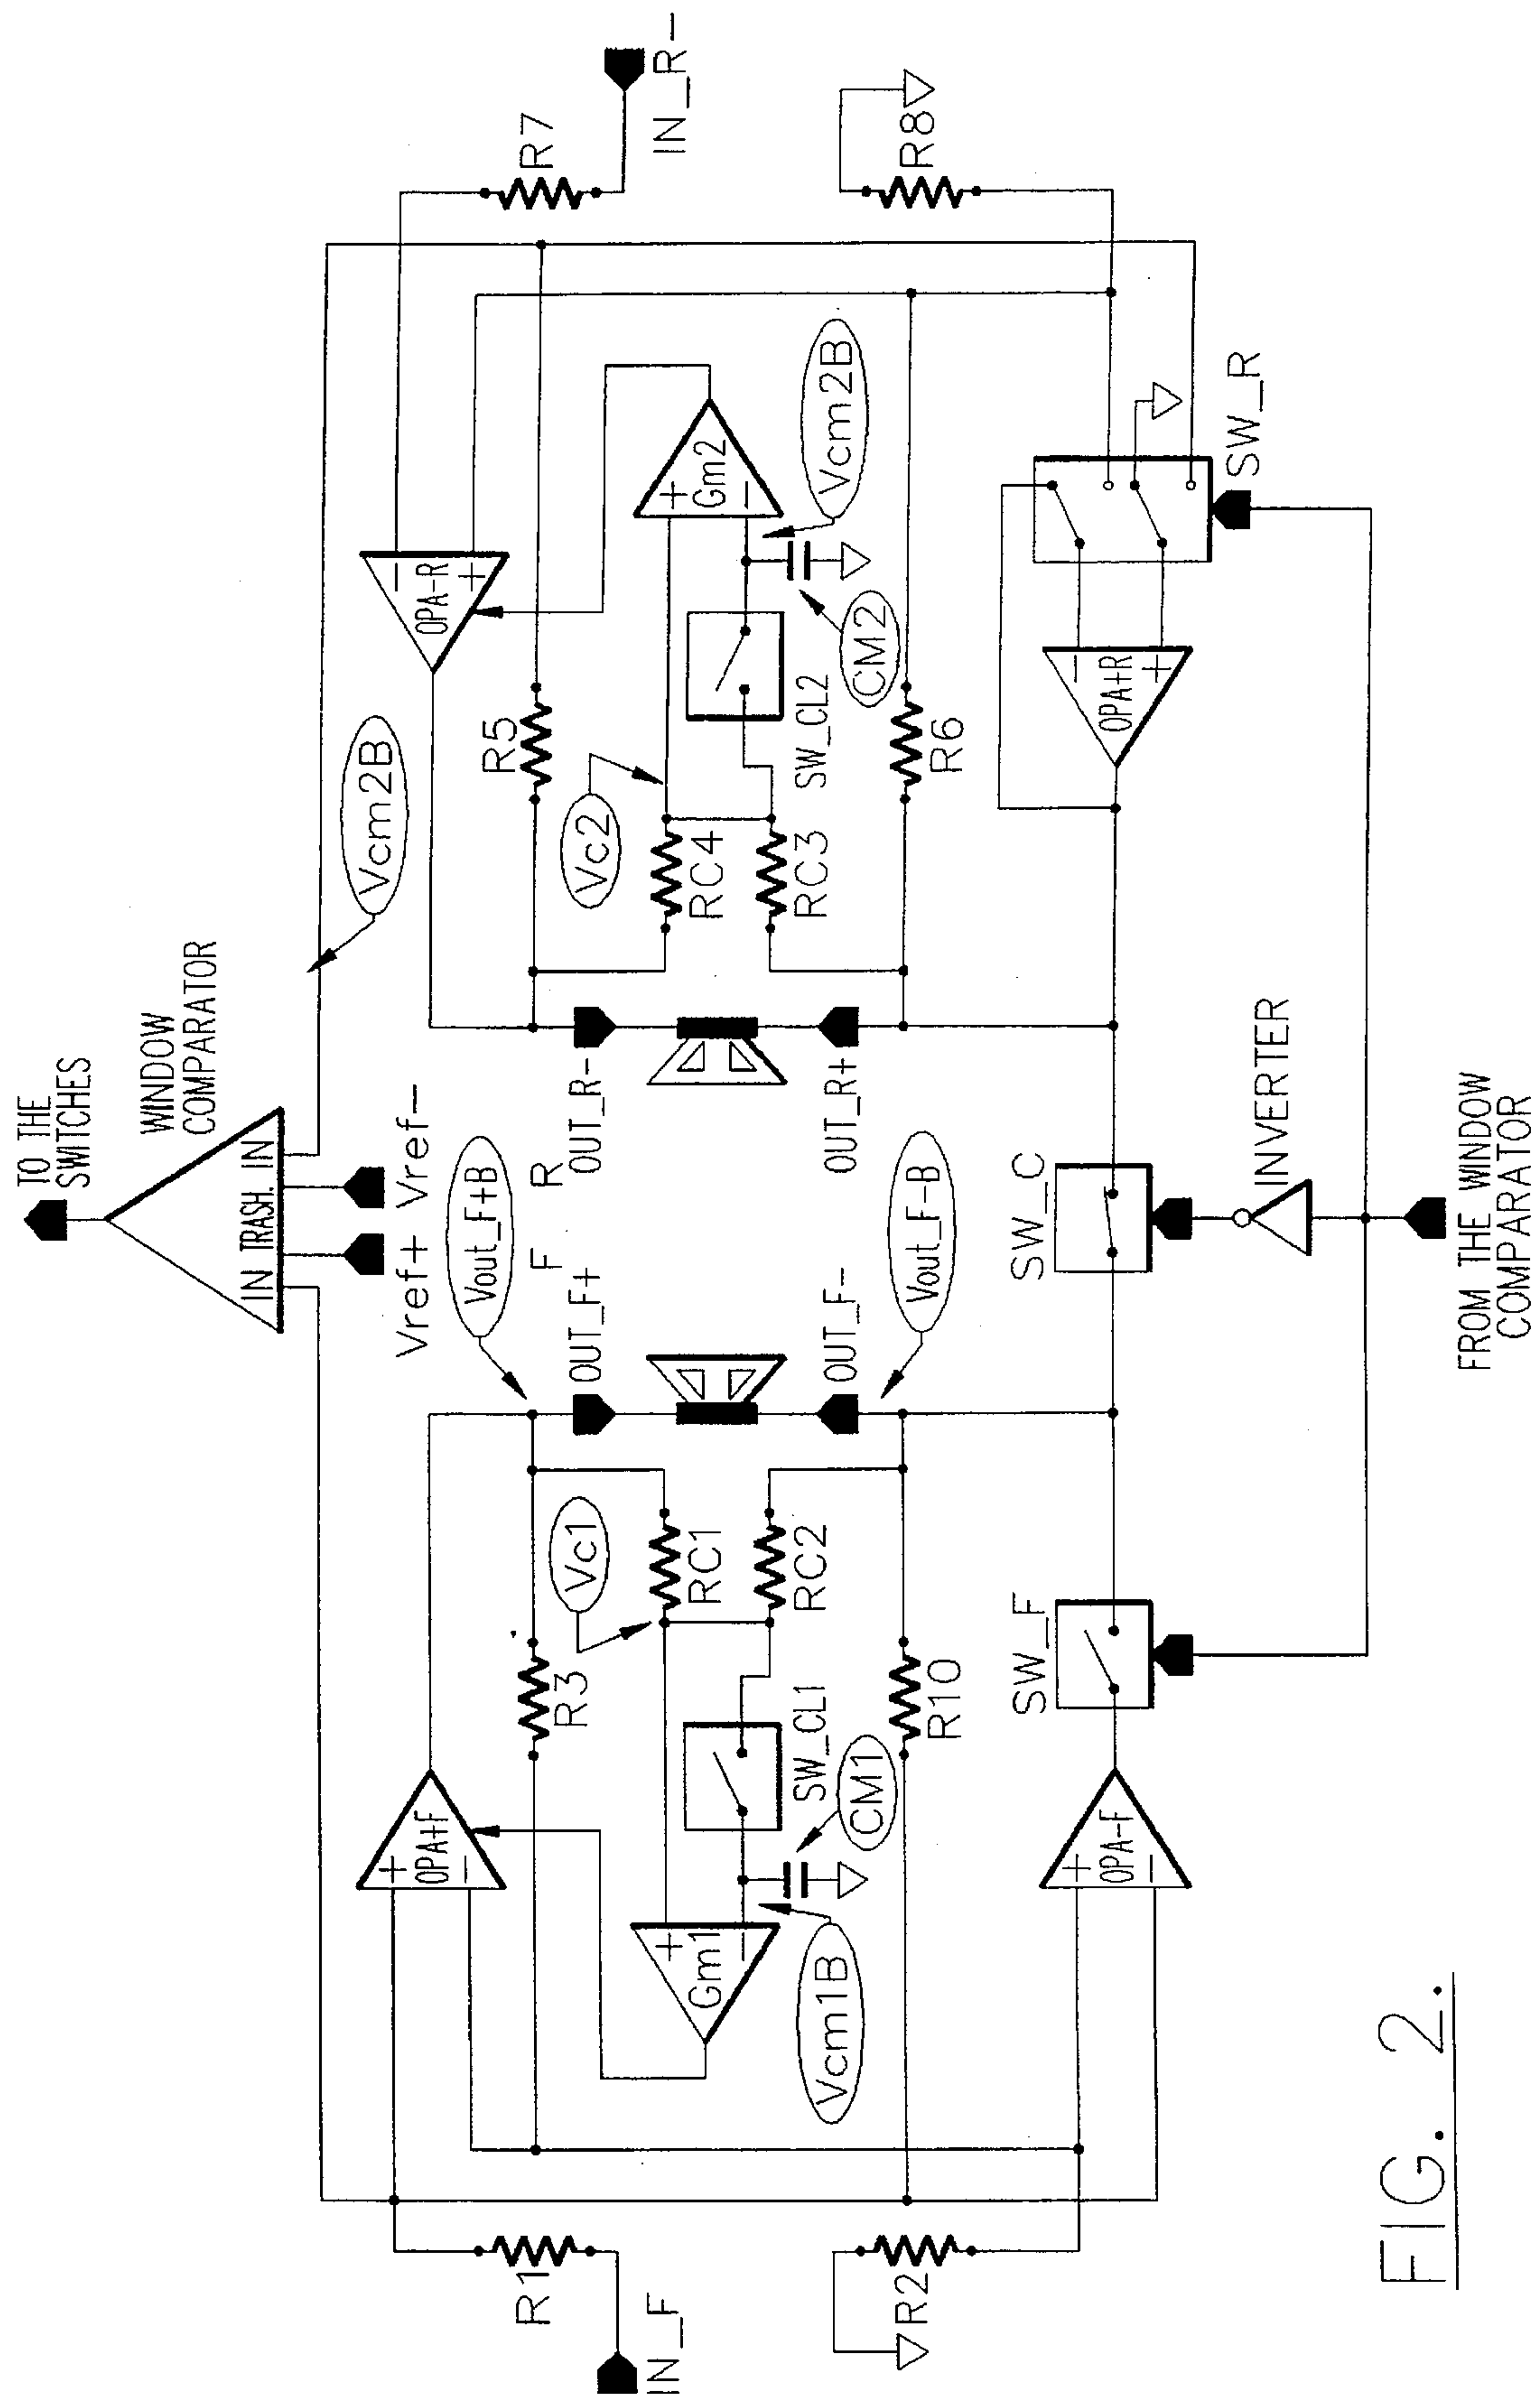 TO THE
SWITCHES
WINDOW
COMPARATOR
IN TRASH. IN
Vref+ Vref-
Vcm2B
Vout_F+B
F R
OUT_F+
OUT_R-
OUT_F-
OUT_R+
Vout_F-B
IN_F
R1
R2
OPA+F
+
-
R3
Vc1
RC1
RC2
Gm1
+
-
SW_CL1
CM1
Vcm1B
R10
OPA-F
+
-
SW_F
SW_C
INVERTER
FROM THE WINDOW
COMPARATOR
IN_R-
R7
R8
OPA-R
-
+
R5
Vc2
RC4
RC3
Gm2
+
-
SW_CL2
CM2
Vcm2B
R6
OPA+R
-
+
SW_R
FIG. 2.